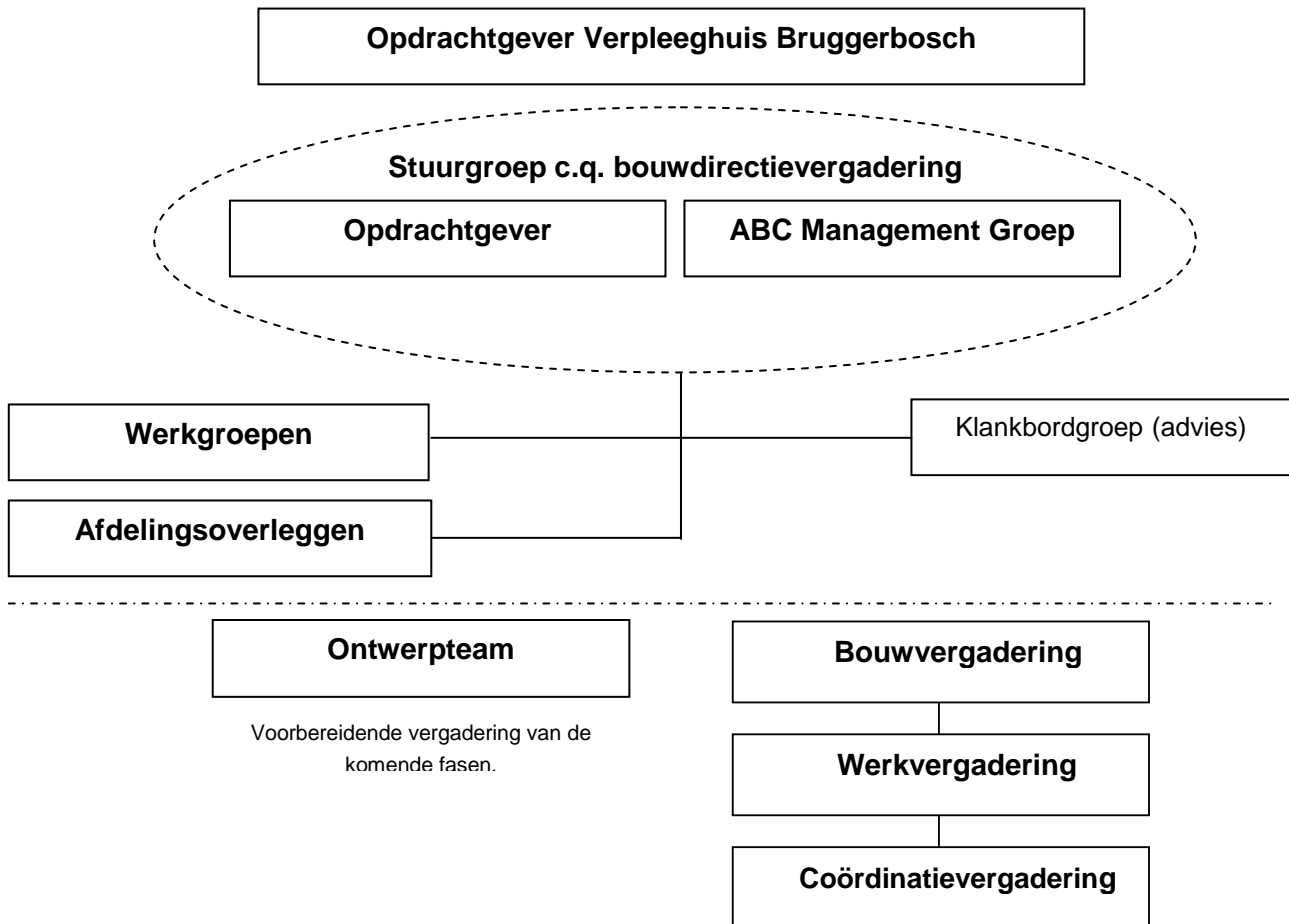 Opdrachtgever Verpleeghuis Bruggerbosch
Stuurgroep c.q. bouwdirectievergadering
Opdrachtgever
ABC Management Groep
Werkgroepen
Klankbordgroep (advies)
Afdelingsoverleggen
Ontwerpteam
Bouwvergadering
Voorbereidende vergadering van de
komende fasen.
Werkvergadering
Coördinatievergadering